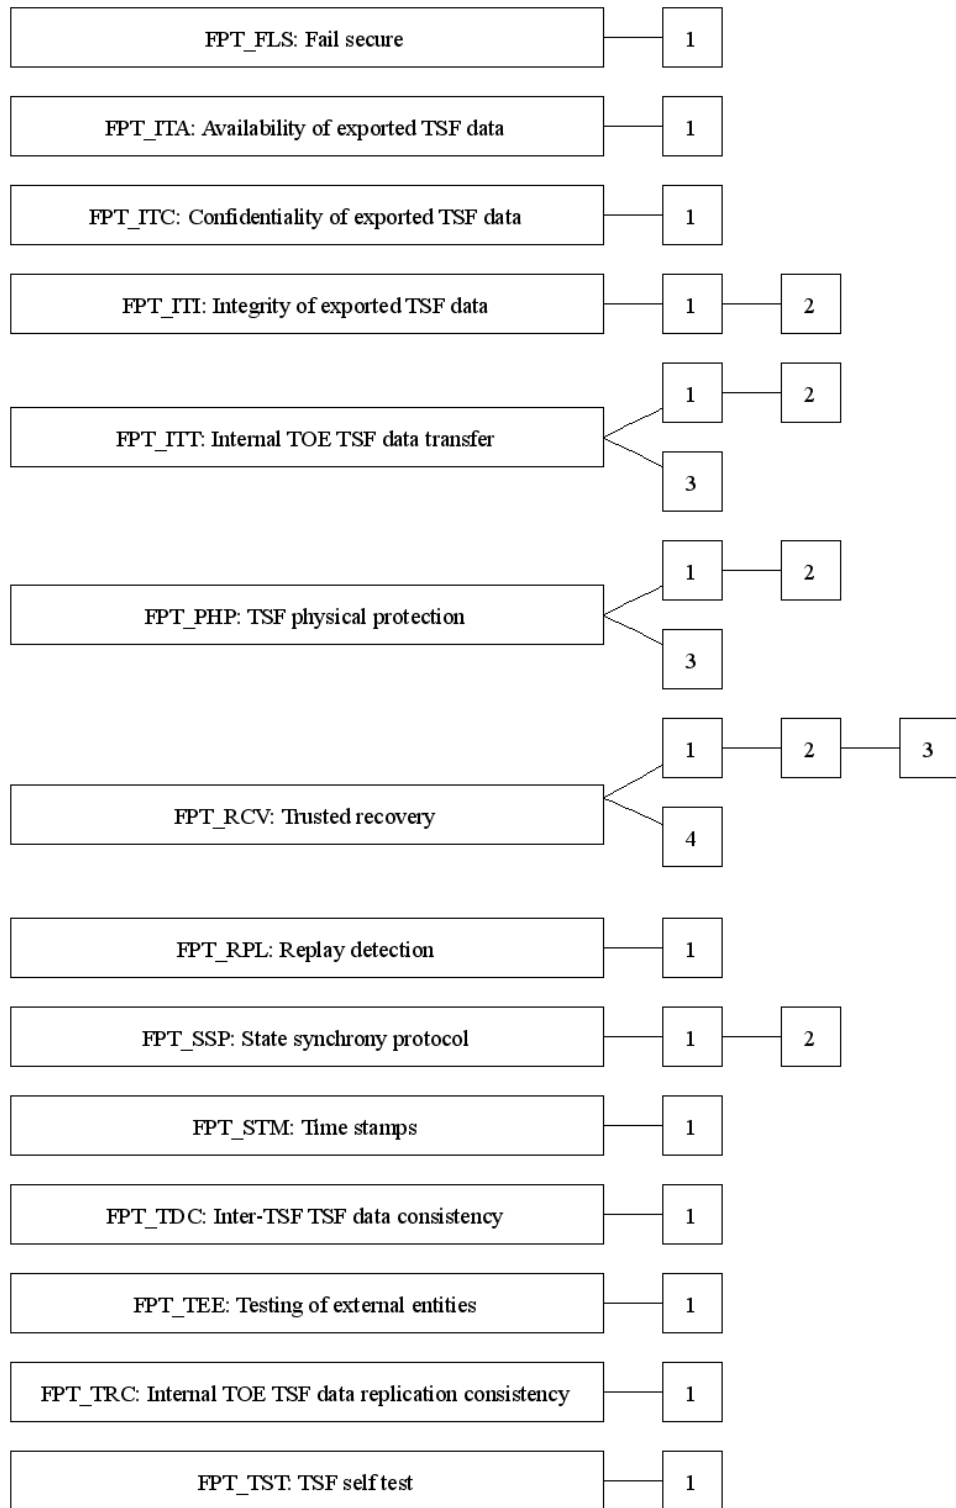 FPT_FLS: Fail secure 1
FPT_ITA: Availability of exported TSF data 1
FPT_ITC: Confidentiality of exported TSF data 1
FPT_ITI: Integrity of exported TSF data 1 2
1 2
FPT_ITT: Internal TOE TSF data transfer
3
1 2
FPT_PHP: TSF physical protection
3
1 2 3
FPT_RCV: Trusted recovery
4
FPT_RPL: Replay detection 1
FPT_SSP: State synchrony protocol 1 2
FPT_STM: Time stamps 1
FPT_TDC: Inter-TSF TSF data consistency 1
FPT_TEE: Testing of external entities 1
FPT_TRC: Internal TOE TSF data replication consistency 1
FPT_TST: TSF self test 1